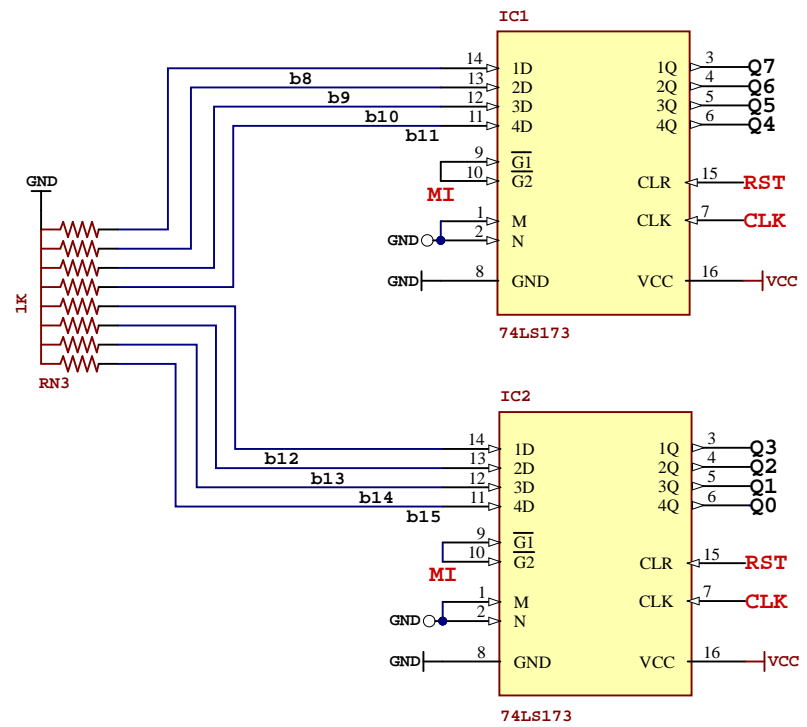 IC1
14 1D 1Q 3 Q7
b8 13 2D 2Q 4 Q6
b9 12 3D 3Q 5 Q5
b10 11 4D 4Q 6 Q4
b11
9 G1
10 G2 CLR 15 RST
MI
GND
1 M CLK 7 CLK
GND 2 N
GND 8 GND VCC 16 VCC
1K
74LS173
RN3
IC2
14 1D 1Q 3 Q3
b12 13 2D 2Q 4 Q2
b13 12 3D 3Q 5 Q1
b14 11 4D 4Q 6 Q0
b15
9 G1
10 G2 CLR 15 RST
MI
1 M CLK 7 CLK
GND 2 N
GND 8 GND VCC 16 VCC
74LS173